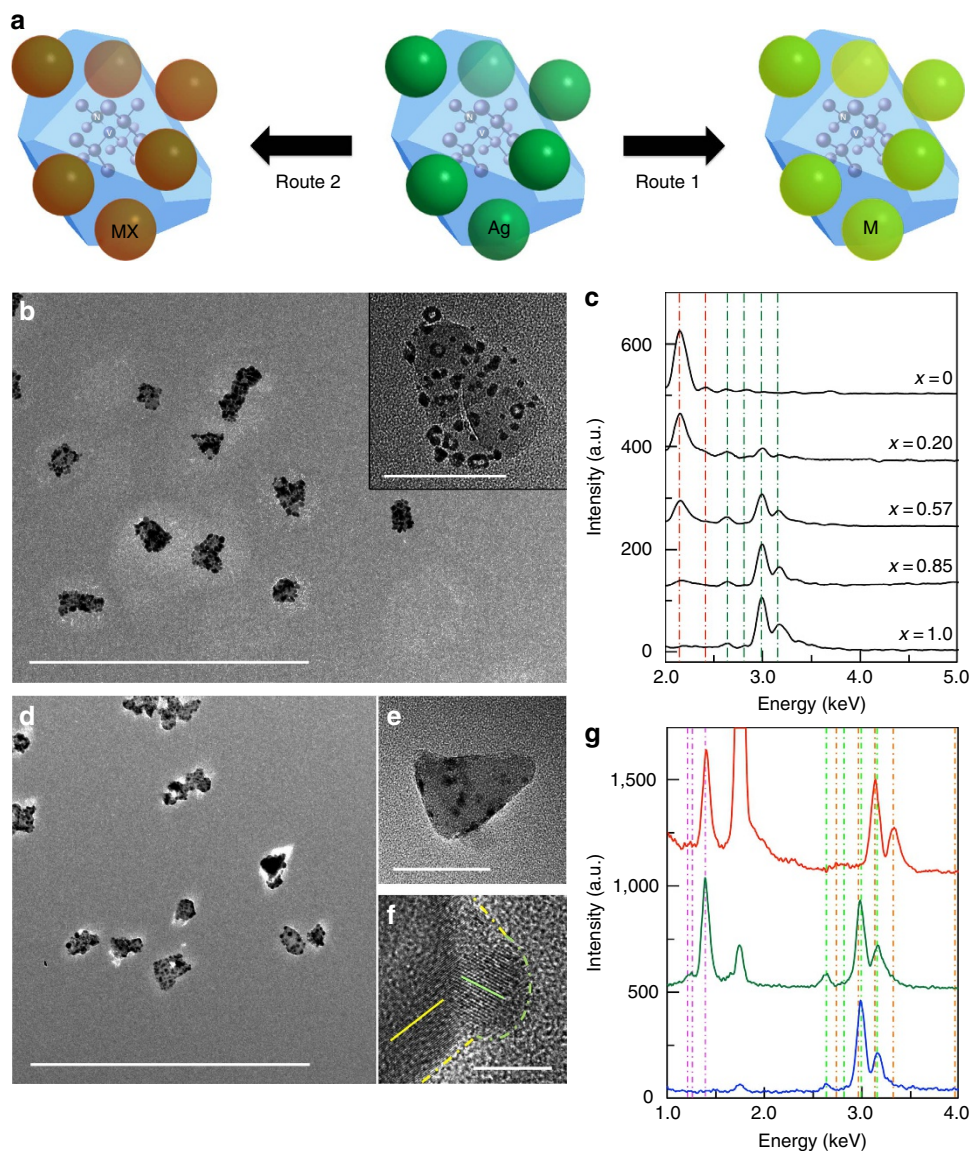 a
N
V
MX
Route 2
N
V
Ag
Route 1
N
V
M
b
c
600
400
200
0
Intensity (a.u.)
x = 0
x = 0.20
x = 0.57
x = 0.85
x = 1.0
2.0 3.0 4.0 5.0
Energy (keV)
d
e
f
g
1,500
1,000
500
0
Intensity (a.u.)
1.0 2.0 3.0 4.0
Energy (keV)